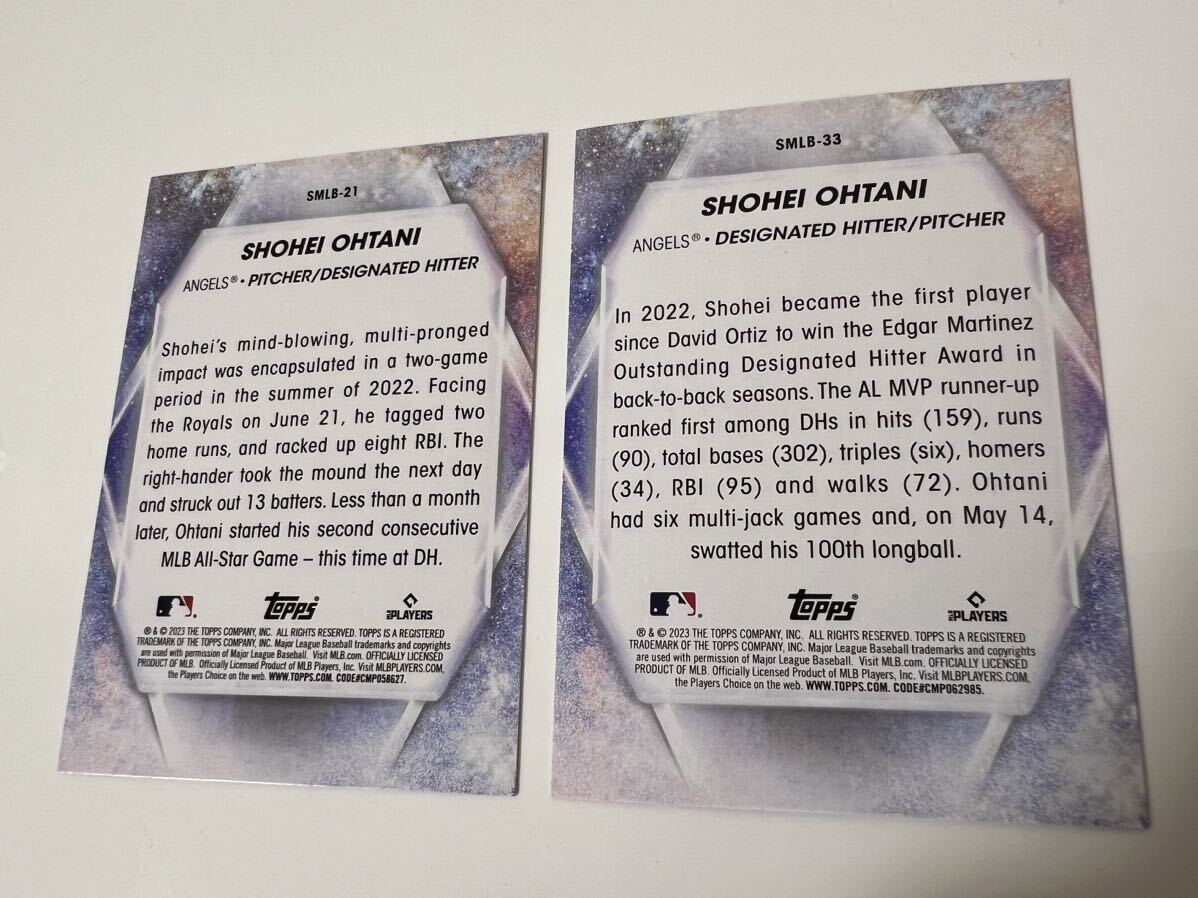 SMLB-21
SHOHEI OHTANI
ANGELS® • PITCHER/DESIGNATED HITTER
Shohei's mind-blowing, multi-pronged
impact was encapsulated in a two-game
period in the summer of 2022. Facing
the Royals on June 21, he tagged two
home runs, and racked up eight RBI. The
right-hander took the mound the next day
and struck out 13 batters. Less than a month
later, Ohtani started his second consecutive
MLB All-Star Game – this time at DH.
Topps®
MLB PLAYERS
® & © 2023 THE TOPPS COMPANY, INC. ALL RIGHTS RESERVED. TOPPS IS A REGISTERED
TRADEMARK OF THE TOPPS COMPANY, INC. Major League Baseball trademarks and copyrights
are used with permission of Major League Baseball. Visit MLB.com. OFFICIALLY LICENSED
PRODUCT OF MLB. Officially Licensed Product of MLB Players, Inc. Visit MLBPLAYERS.COM,
the Players Choice on the web. WWW.TOPPS.COM. CODE#CMP058627.
SMLB-33
SHOHEI OHTANI
ANGELS® • DESIGNATED HITTER/PITCHER
In 2022, Shohei became the first player
since David Ortiz to win the Edgar Martinez
Outstanding Designated Hitter Award in
back-to-back seasons. The AL MVP runner-up
ranked first among DHs in hits (159), runs
(90), total bases (302), triples (six), homers
(34), RBI (95) and walks (72). Ohtani
had six multi-jack games and, on May 14,
swatted his 100th longball.
Topps®
MLB PLAYERS
® & © 2023 THE TOPPS COMPANY, INC. ALL RIGHTS RESERVED. TOPPS IS A REGISTERED
TRADEMARK OF THE TOPPS COMPANY, INC. Major League Baseball trademarks and copyrights
are used with permission of Major League Baseball. Visit MLB.com. OFFICIALLY LICENSED
PRODUCT OF MLB. Officially Licensed Product of MLB Players, Inc. Visit MLBPLAYERS.COM,
the Players Choice on the web. WWW.TOPPS.COM. CODE#CMP062985.